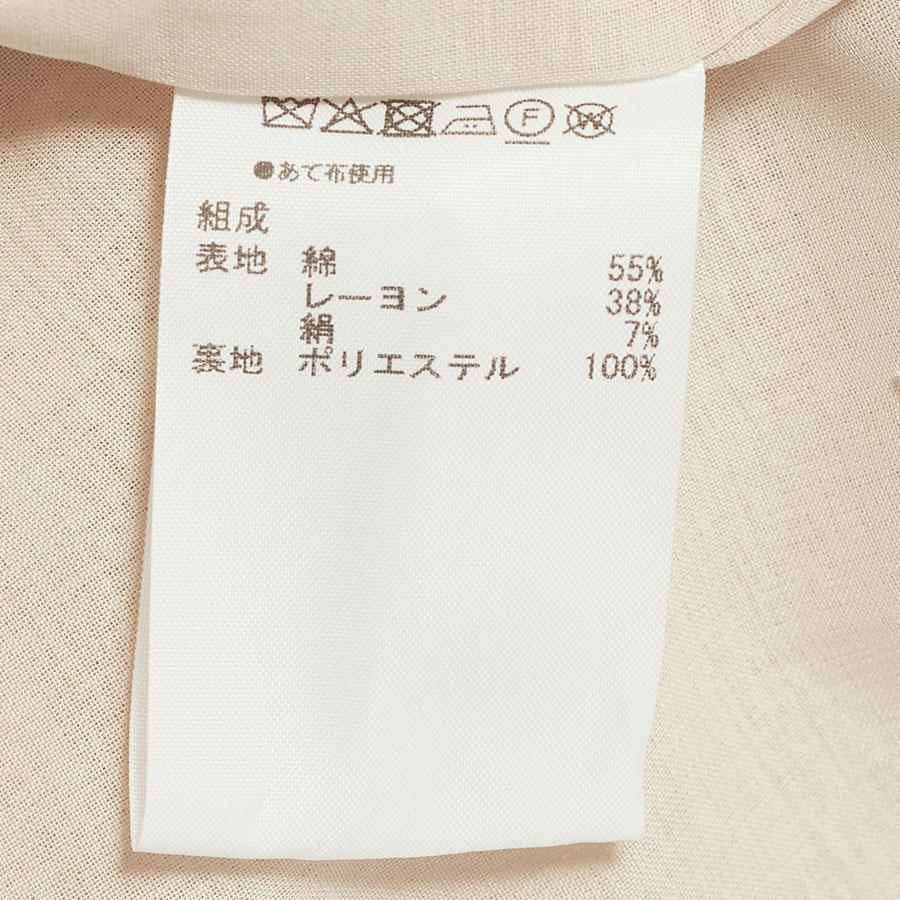 F W
●あて布使用
組成
表地 綿 55%
レーヨン 38%
絹 7%
裏地 ポリエステル 100%